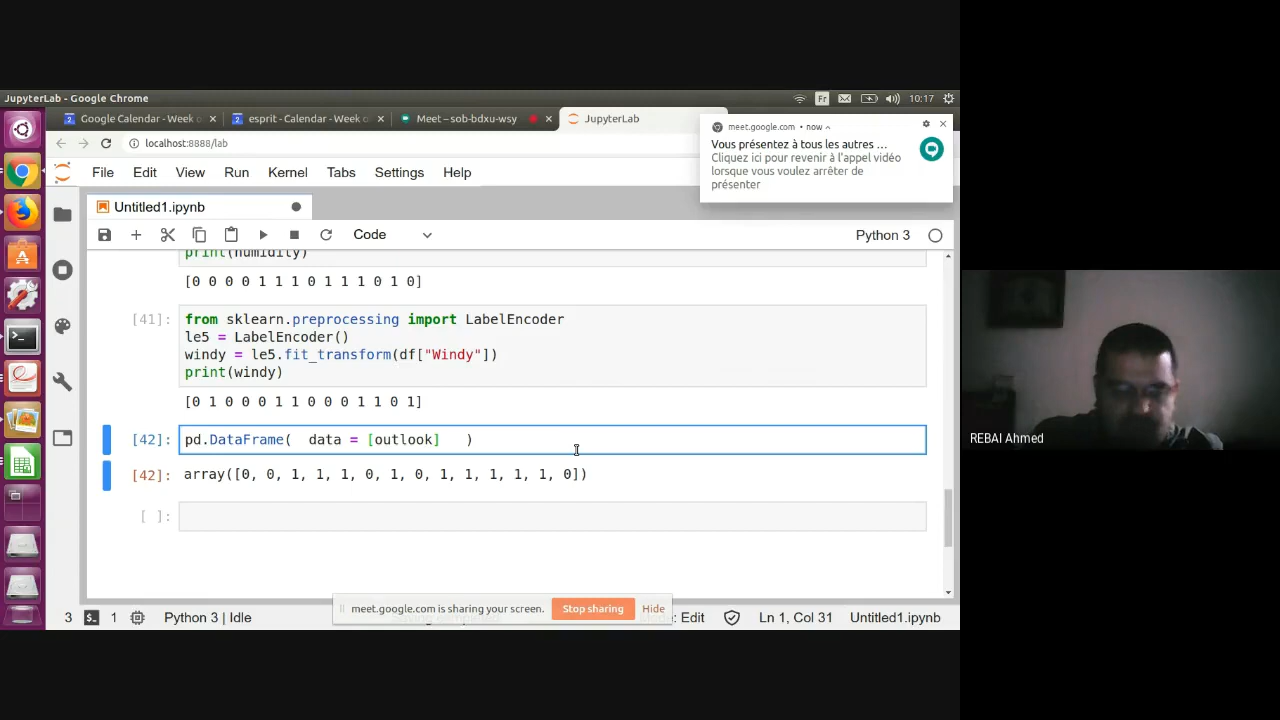 JupyterLab - Google Chrome
Fr
10:17
Google Calendar - Week o
esprit - Calendar - Week o
Meet – sob-bdxu-wsy
JupyterLab
localhost:8888/lab
meet.google.com • now
Vous présentez à tous les autres ...
Cliquez ici pour revenir à l'appel vidéo
lorsque vous voulez arrêter de
présenter
File Edit View Run Kernel Tabs Settings Help
Untitled1.ipynb
Code
Python 3
print(humidity)
[0 0 0 0 1 1 1 0 1 1 1 0 1 0]
[41]: from sklearn.preprocessing import LabelEncoder
le5 = LabelEncoder()
windy = le5.fit_transform(df["Windy"])
print(windy)
[0 1 0 0 0 1 1 0 0 0 1 1 0 1]
[42]: pd.DataFrame( data = [outlook] )
[42]: array([0, 0, 1, 1, 1, 0, 1, 0, 1, 1, 1, 1, 1, 0])
[ ]:
REBAI Ahmed
meet.google.com is sharing your screen. Stop sharing Hide
3 1 Python 3 | Idle Mode: Edit Ln 1, Col 31 Untitled1.ipynb